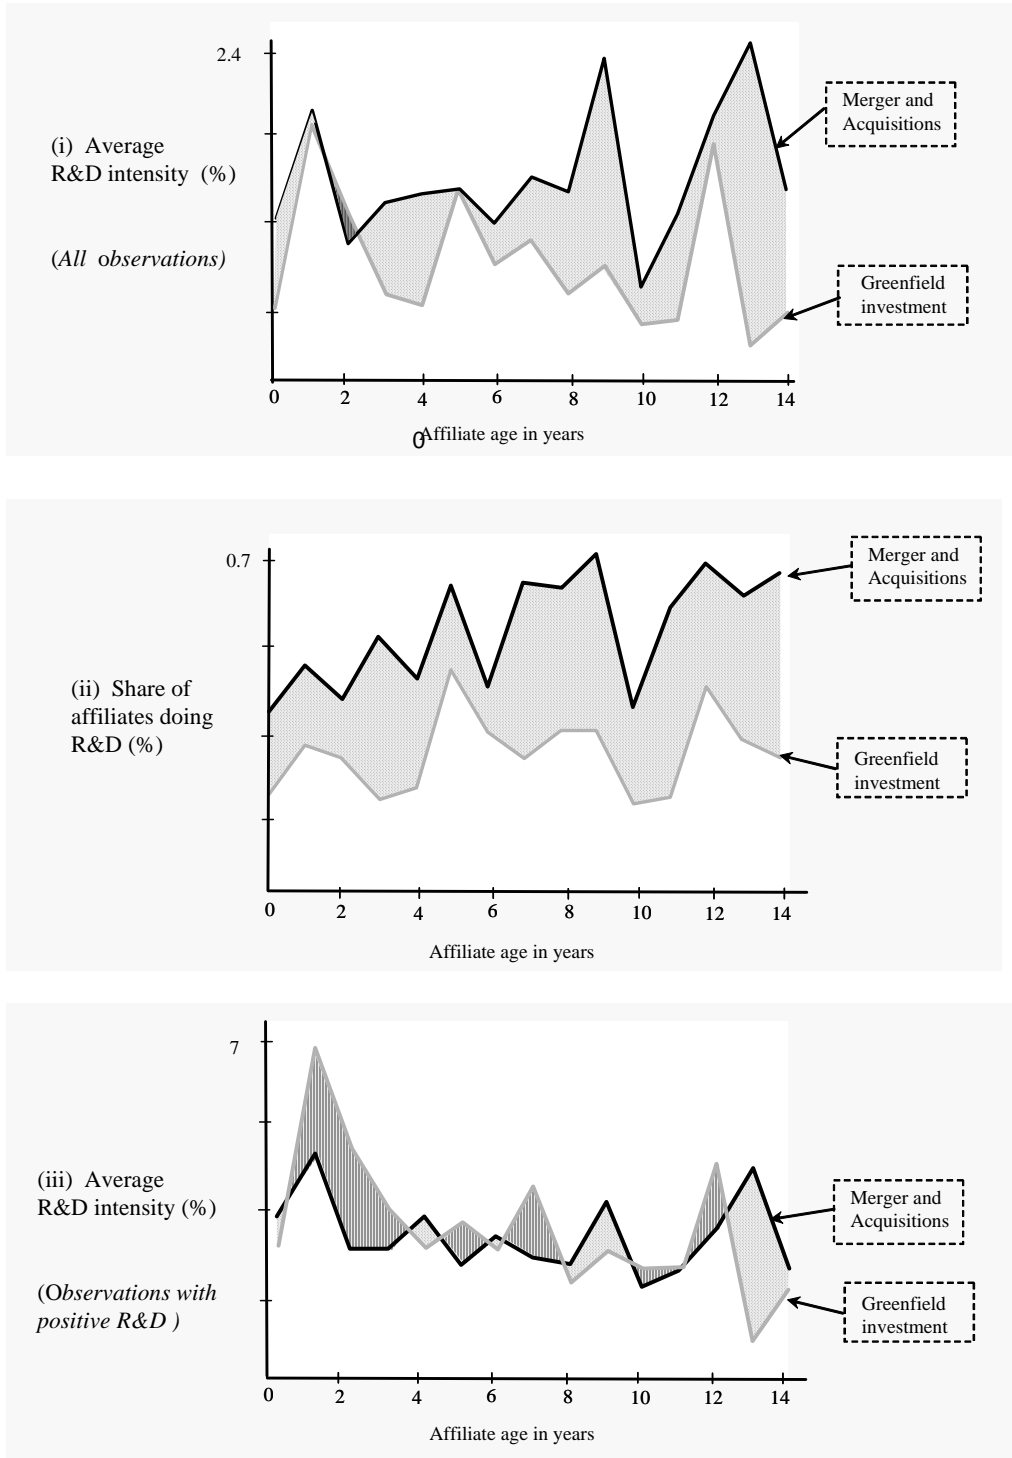 2.4
Merger and
Acquisitions
(i) Average
R&D intensity (%)
(All observations)
Greenfield
investment
0 2 4 6 8 10 12 14
0
Affiliate age in years
0.7
Merger and
Acquisitions
(ii) Share of
affiliates doing
R&D (%)
Greenfield
investment
0 2 4 6 8 10 12 14
Affiliate age in years
7
(iii) Average
R&D intensity (%)
Merger and
Acquisitions
(Observations with
positive R&D )
Greenfield
investment
0 2 4 6 8 10 12 14
Affiliate age in years